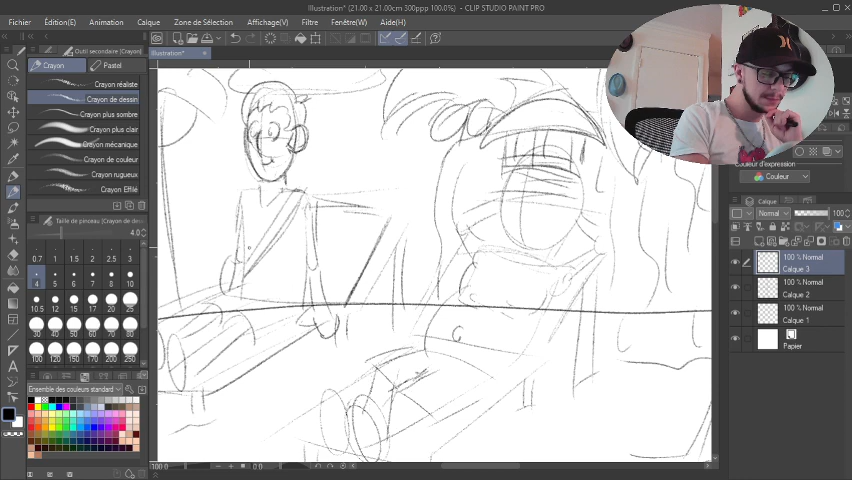 Illustration* (21.00 x 21.00cm 300ppp 100.0%) - CLIP STUDIO PAINT PRO
Fichier Édition(E) Animation Calque Zone de Sélection Affichage(V) Filtre Fenêtre(W) Aide(H)
Outil secondaire (Crayon)
Illustration*
Crayon Pastel
Crayon réaliste
Crayon de dessin
Crayon plus sombre
Crayon plus clair
Crayon mécanique
Crayon de couleur
Crayon rugueux
Crayon Effilé
Taille de pinceau [Crayon de des
4.0
0.7 1 1.5 2 2.5 3
4 5 6 7 8 10
10.5 12 15 17 20 25
30 40 50 60 70 80
100 120 150 170 200 250
Ensemble des couleurs standard
Couleur d'expression
Couleur
Calque
Normal 100
100 % Normal
Calque 3
100 % Normal
Calque 2
100 % Normal
Calque 1
Papier
100.0 0.0